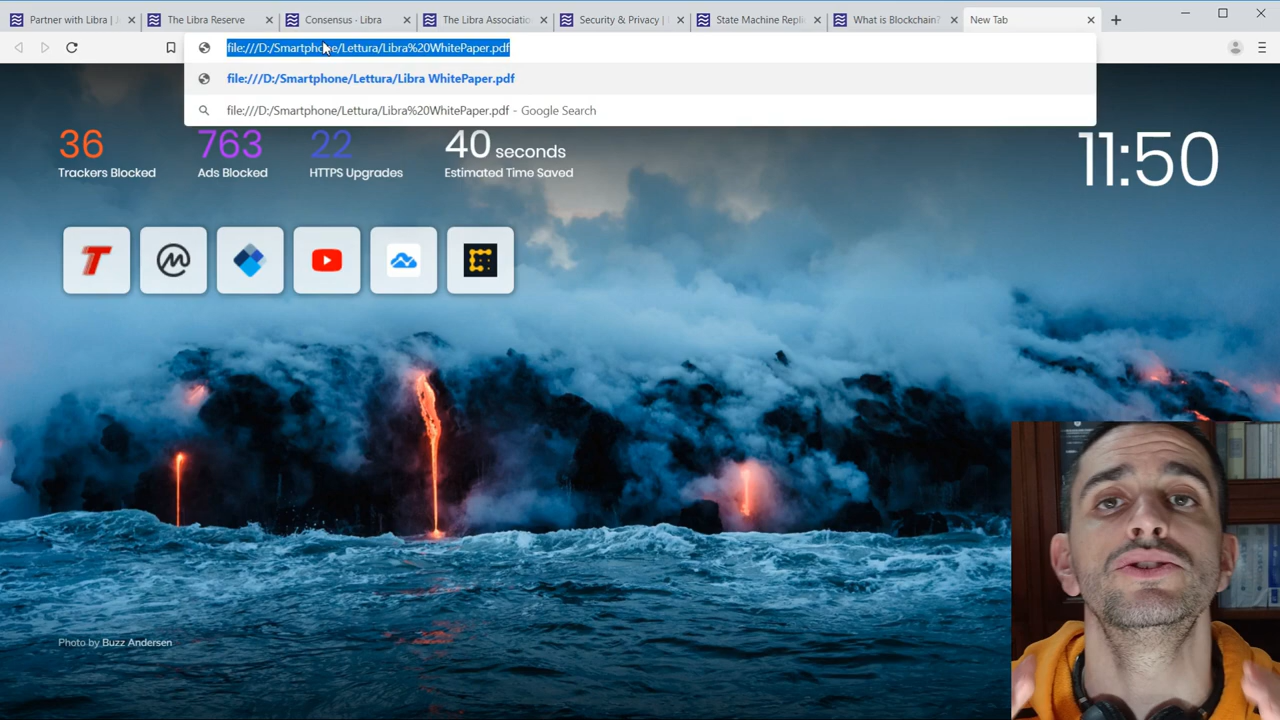 Partner with Libra | J
The Libra Reserve
Consensus · Libra
The Libra Associatio
Security & Privacy |
State Machine Repli
What is Blockchain?
New Tab
file:///D:/Smartphone/Lettura/Libra%20WhitePaper.pdf
file:///D:/Smartphone/Lettura/Libra WhitePaper.pdf
file:///D:/Smartphone/Lettura/Libra%20WhitePaper.pdf - Google Search
36
Trackers Blocked
763
Ads Blocked
22
HTTPS Upgrades
40 seconds
Estimated Time Saved
11:50
Photo by Buzz Andersen